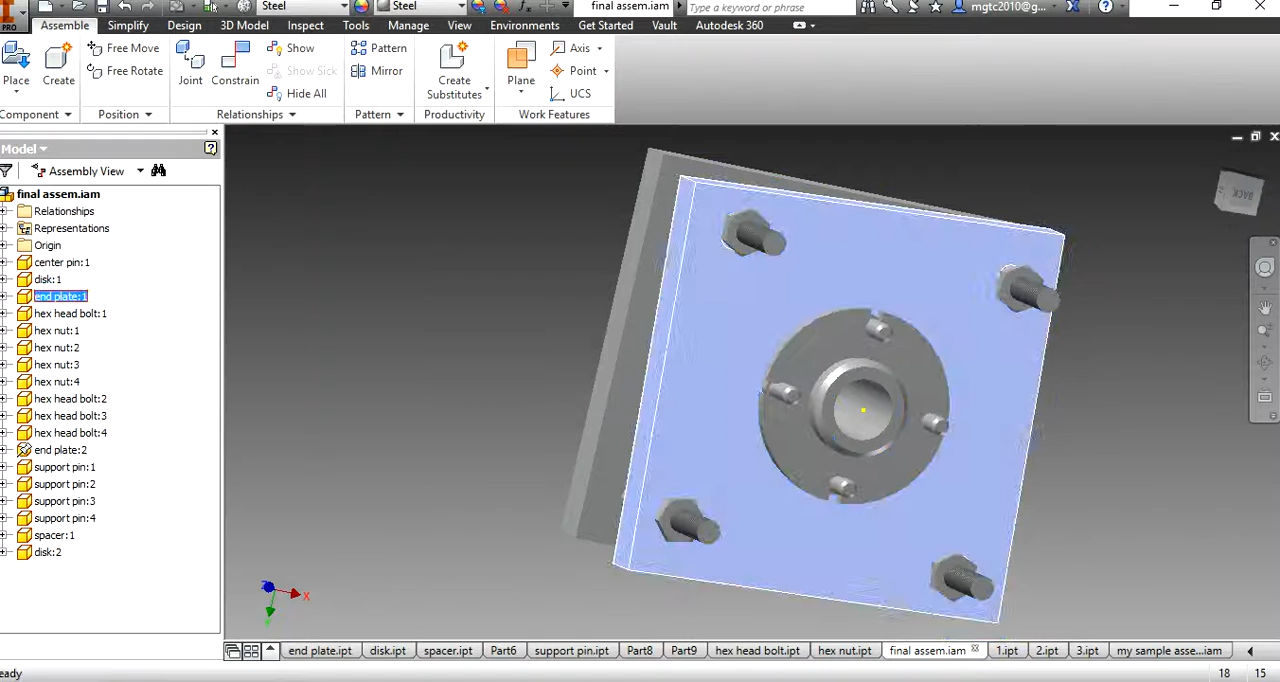 Steel
Steel
final assem.iam
Type a keyword or phrase
mgtc2010@g...
PRO
Assemble Simplify Design 3D Model Inspect Tools Manage View Environments Get Started Vault Autodesk 360
Place
Create
Free Move
Free Rotate
Joint
Constrain
Show
Show Sick
Hide All
Pattern
Mirror
Create
Substitutes
Plane
Axis
Point
UCS
Component Position Relationships Pattern Productivity Work Features
Model
Assembly View
final assem.iam
Relationships
Representations
Origin
center pin:1
disk:1
end plate:1
hex head bolt:1
hex nut:1
hex nut:2
hex nut:3
hex nut:4
hex head bolt:2
hex head bolt:3
hex head bolt:4
end plate:2
support pin:1
support pin:2
support pin:3
support pin:4
spacer:1
disk:2
BACK
Z
X
Y
end plate.ipt disk.ipt spacer.ipt Part6 support pin.ipt Part8 Part9 hex head bolt.ipt hex nut.ipt final assem.iam 1.ipt 2.ipt 3.ipt my sample asse...iam
eady
18 15